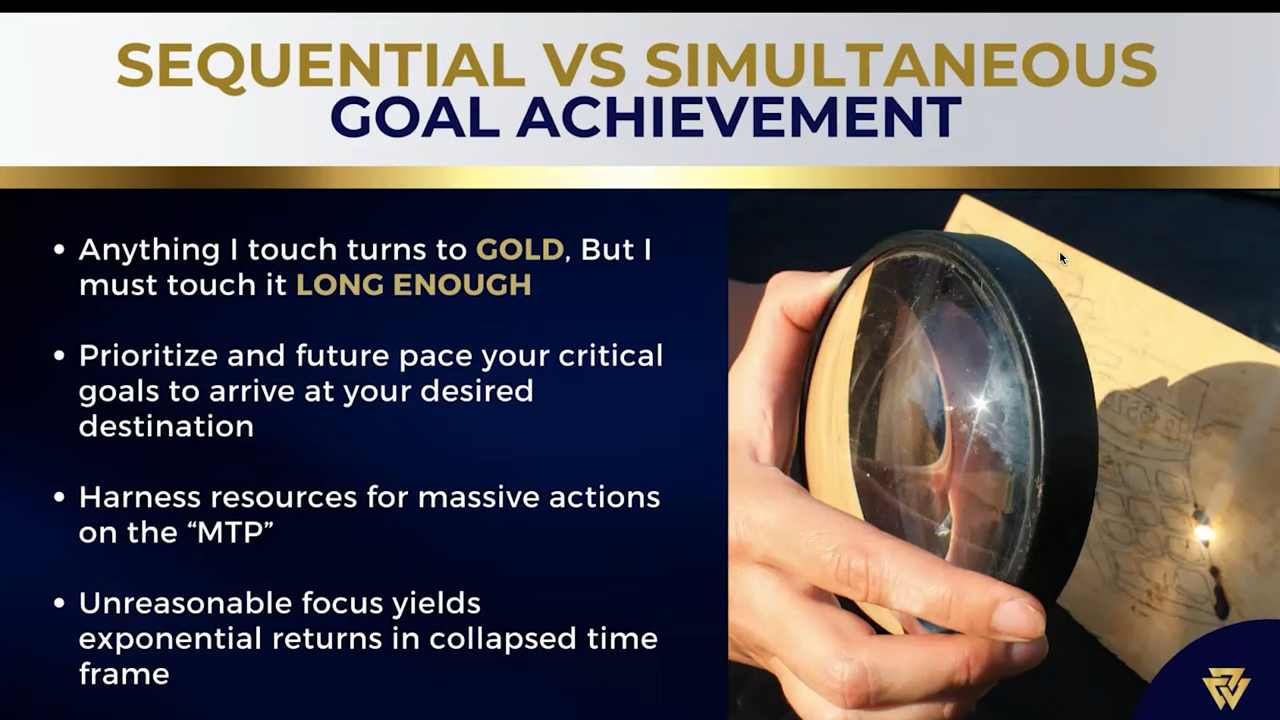 SEQUENTIAL VS SIMULTANEOUS
GOAL ACHIEVEMENT
• Anything I touch turns to GOLD, But I
must touch it LONG ENOUGH
• Prioritize and future pace your critical
goals to arrive at your desired
destination
• Harness resources for massive actions
on the “MTP”
• Unreasonable focus yields
exponential returns in collapsed time
frame